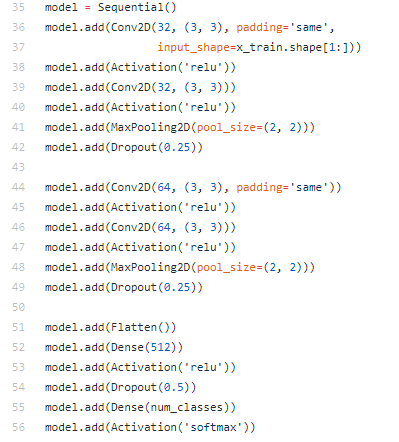 35 model = Sequential()
36 model.add(Conv2D(32, (3, 3), padding='same',
37                  input_shape=x_train.shape[1:]))
38 model.add(Activation('relu'))
39 model.add(Conv2D(32, (3, 3)))
40 model.add(Activation('relu'))
41 model.add(MaxPooling2D(pool_size=(2, 2)))
42 model.add(Dropout(0.25))
43
44 model.add(Conv2D(64, (3, 3), padding='same'))
45 model.add(Activation('relu'))
46 model.add(Conv2D(64, (3, 3)))
47 model.add(Activation('relu'))
48 model.add(MaxPooling2D(pool_size=(2, 2)))
49 model.add(Dropout(0.25))
50
51 model.add(Flatten())
52 model.add(Dense(512))
53 model.add(Activation('relu'))
54 model.add(Dropout(0.5))
55 model.add(Dense(num_classes))
56 model.add(Activation('softmax'))